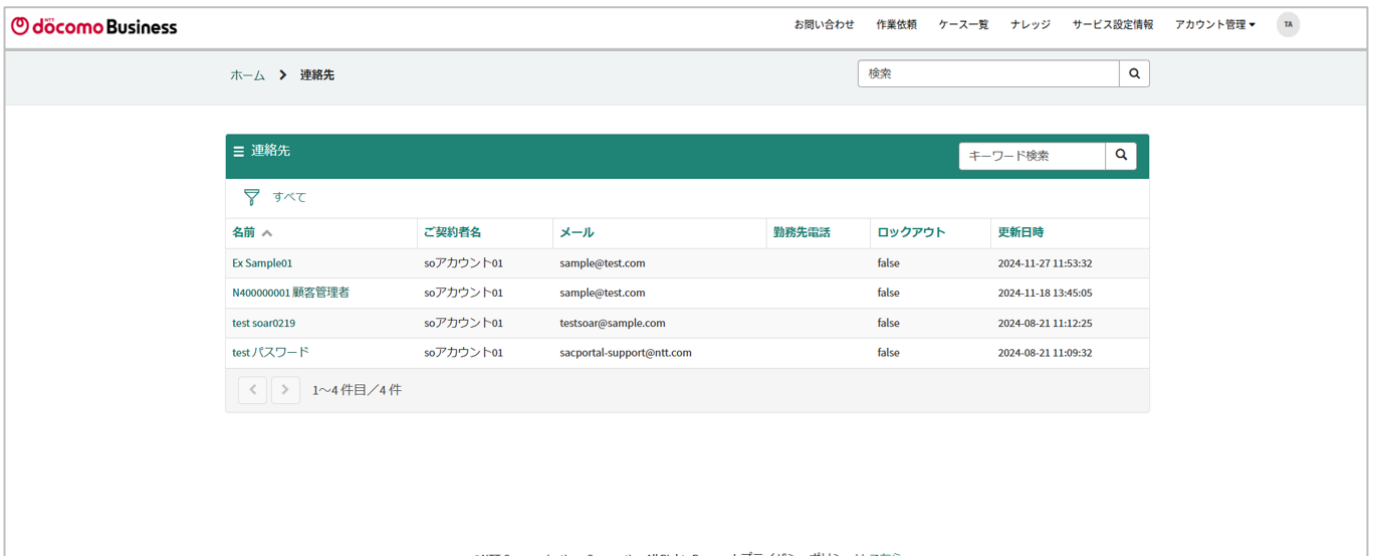 NTT döcomo Business お問い合わせ 作業依頼 ケース一覧 ナレッジ サービス設定情報 アカウント管理 TA
ホーム 連絡先 検索
連絡先 キーワード検索
すべて
名前 ご契約者名 メール 勤務先電話 ロックアウト 更新日時
Ex Sample01 soアカウント01 sample@test.com false 2024-11-27 11:53:32
N400000001 顧客管理者 soアカウント01 sample@test.com false 2024-11-18 13:45:05
test soar0219 soアカウント01 testsoar@sample.com false 2024-08-21 11:12:25
test パスワード soアカウント01 sacportal-support@ntt.com false 2024-08-21 11:09:32
1～4 件目／4 件